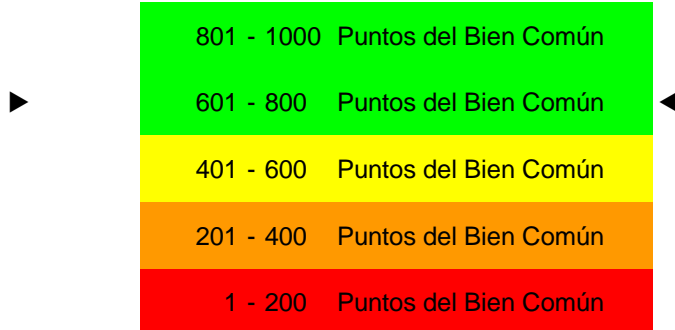 801 - 1000 Puntos del Bien Común
601 - 800 Puntos del Bien Común
401 - 600 Puntos del Bien Común
201 - 400 Puntos del Bien Común
1 - 200 Puntos del Bien Común